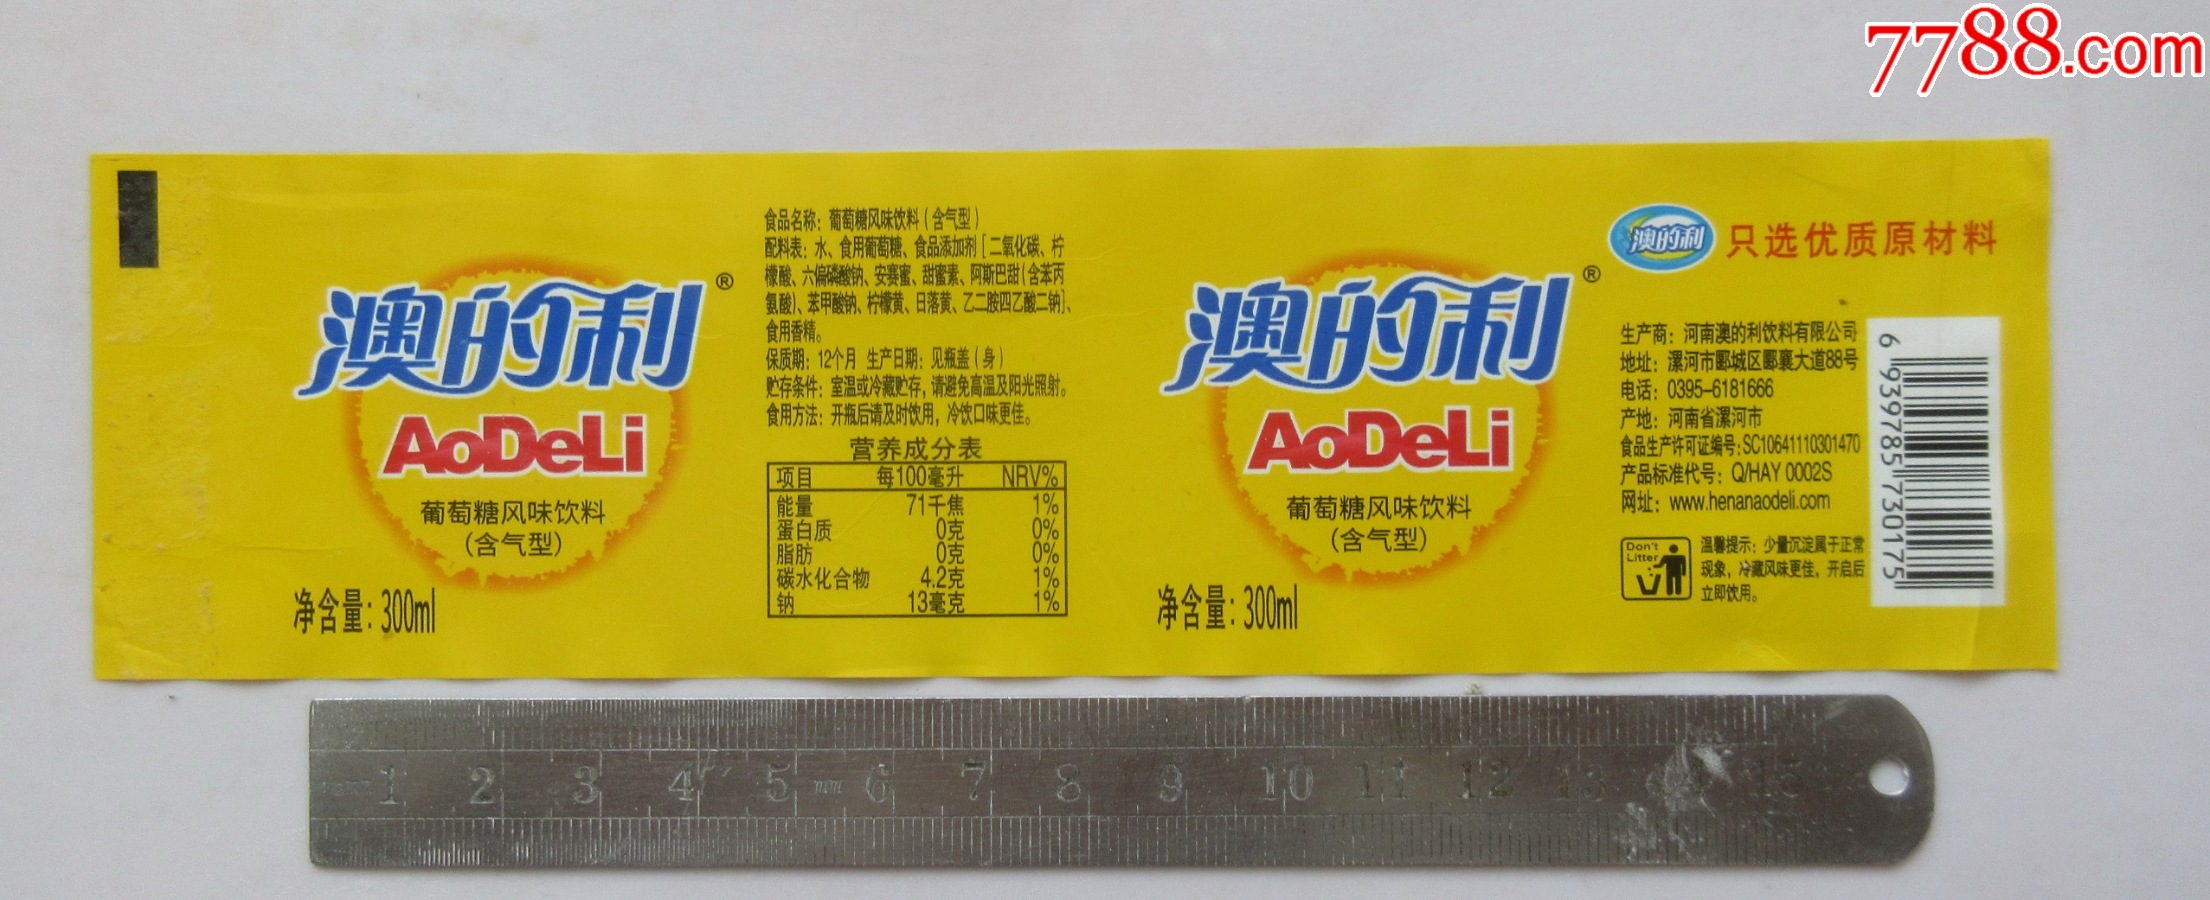 7788.com
澳的利®
AoDeLi
葡萄糖风味饮料
(含气型)
净含量: 300ml
食品名称: 葡萄糖风味饮料(含气型)
配料表: 水、食用葡萄糖、食品添加剂[二氧化碳、柠
檬酸、六偏磷酸钠、安赛蜜、甜蜜素、阿斯巴甜(含苯丙
氨酸)、苯甲酸钠、柠檬黄、日落黄、乙二胺四乙酸二钠]、
食用香精。
保质期: 12个月 生产日期: 见瓶盖(身)
贮存条件: 室温或冷藏贮存, 请避免高温及阳光照射。
食用方法: 开瓶后请及时饮用, 冷饮口味更佳。
营养成分表
项目 每100毫升 NRV%
能量 71千焦 1%
蛋白质 0克 0%
脂肪 0克 0%
碳水化合物 4.2克 1%
钠 13毫克 1%
澳的利®
AoDeLi
葡萄糖风味饮料
(含气型)
净含量: 300ml
澳的利 只选优质原材料
生产商: 河南澳的利饮料有限公司
地址: 漯河市郾城区郾襄大道88号
电话: 0395-6181666
产地: 河南省漯河市
食品生产许可证编号: SC10641110301470
产品标准代号: Q/HAY 0002S
网址: www.henanaodeli.com
Don't
Litter
温馨提示: 少量沉淀属于正常
现象, 冷藏风味更佳, 开启后
立即饮用。
6 939785 730175
1 2 3 4 5 mm 6 7 8 9 10 11 12 13 15